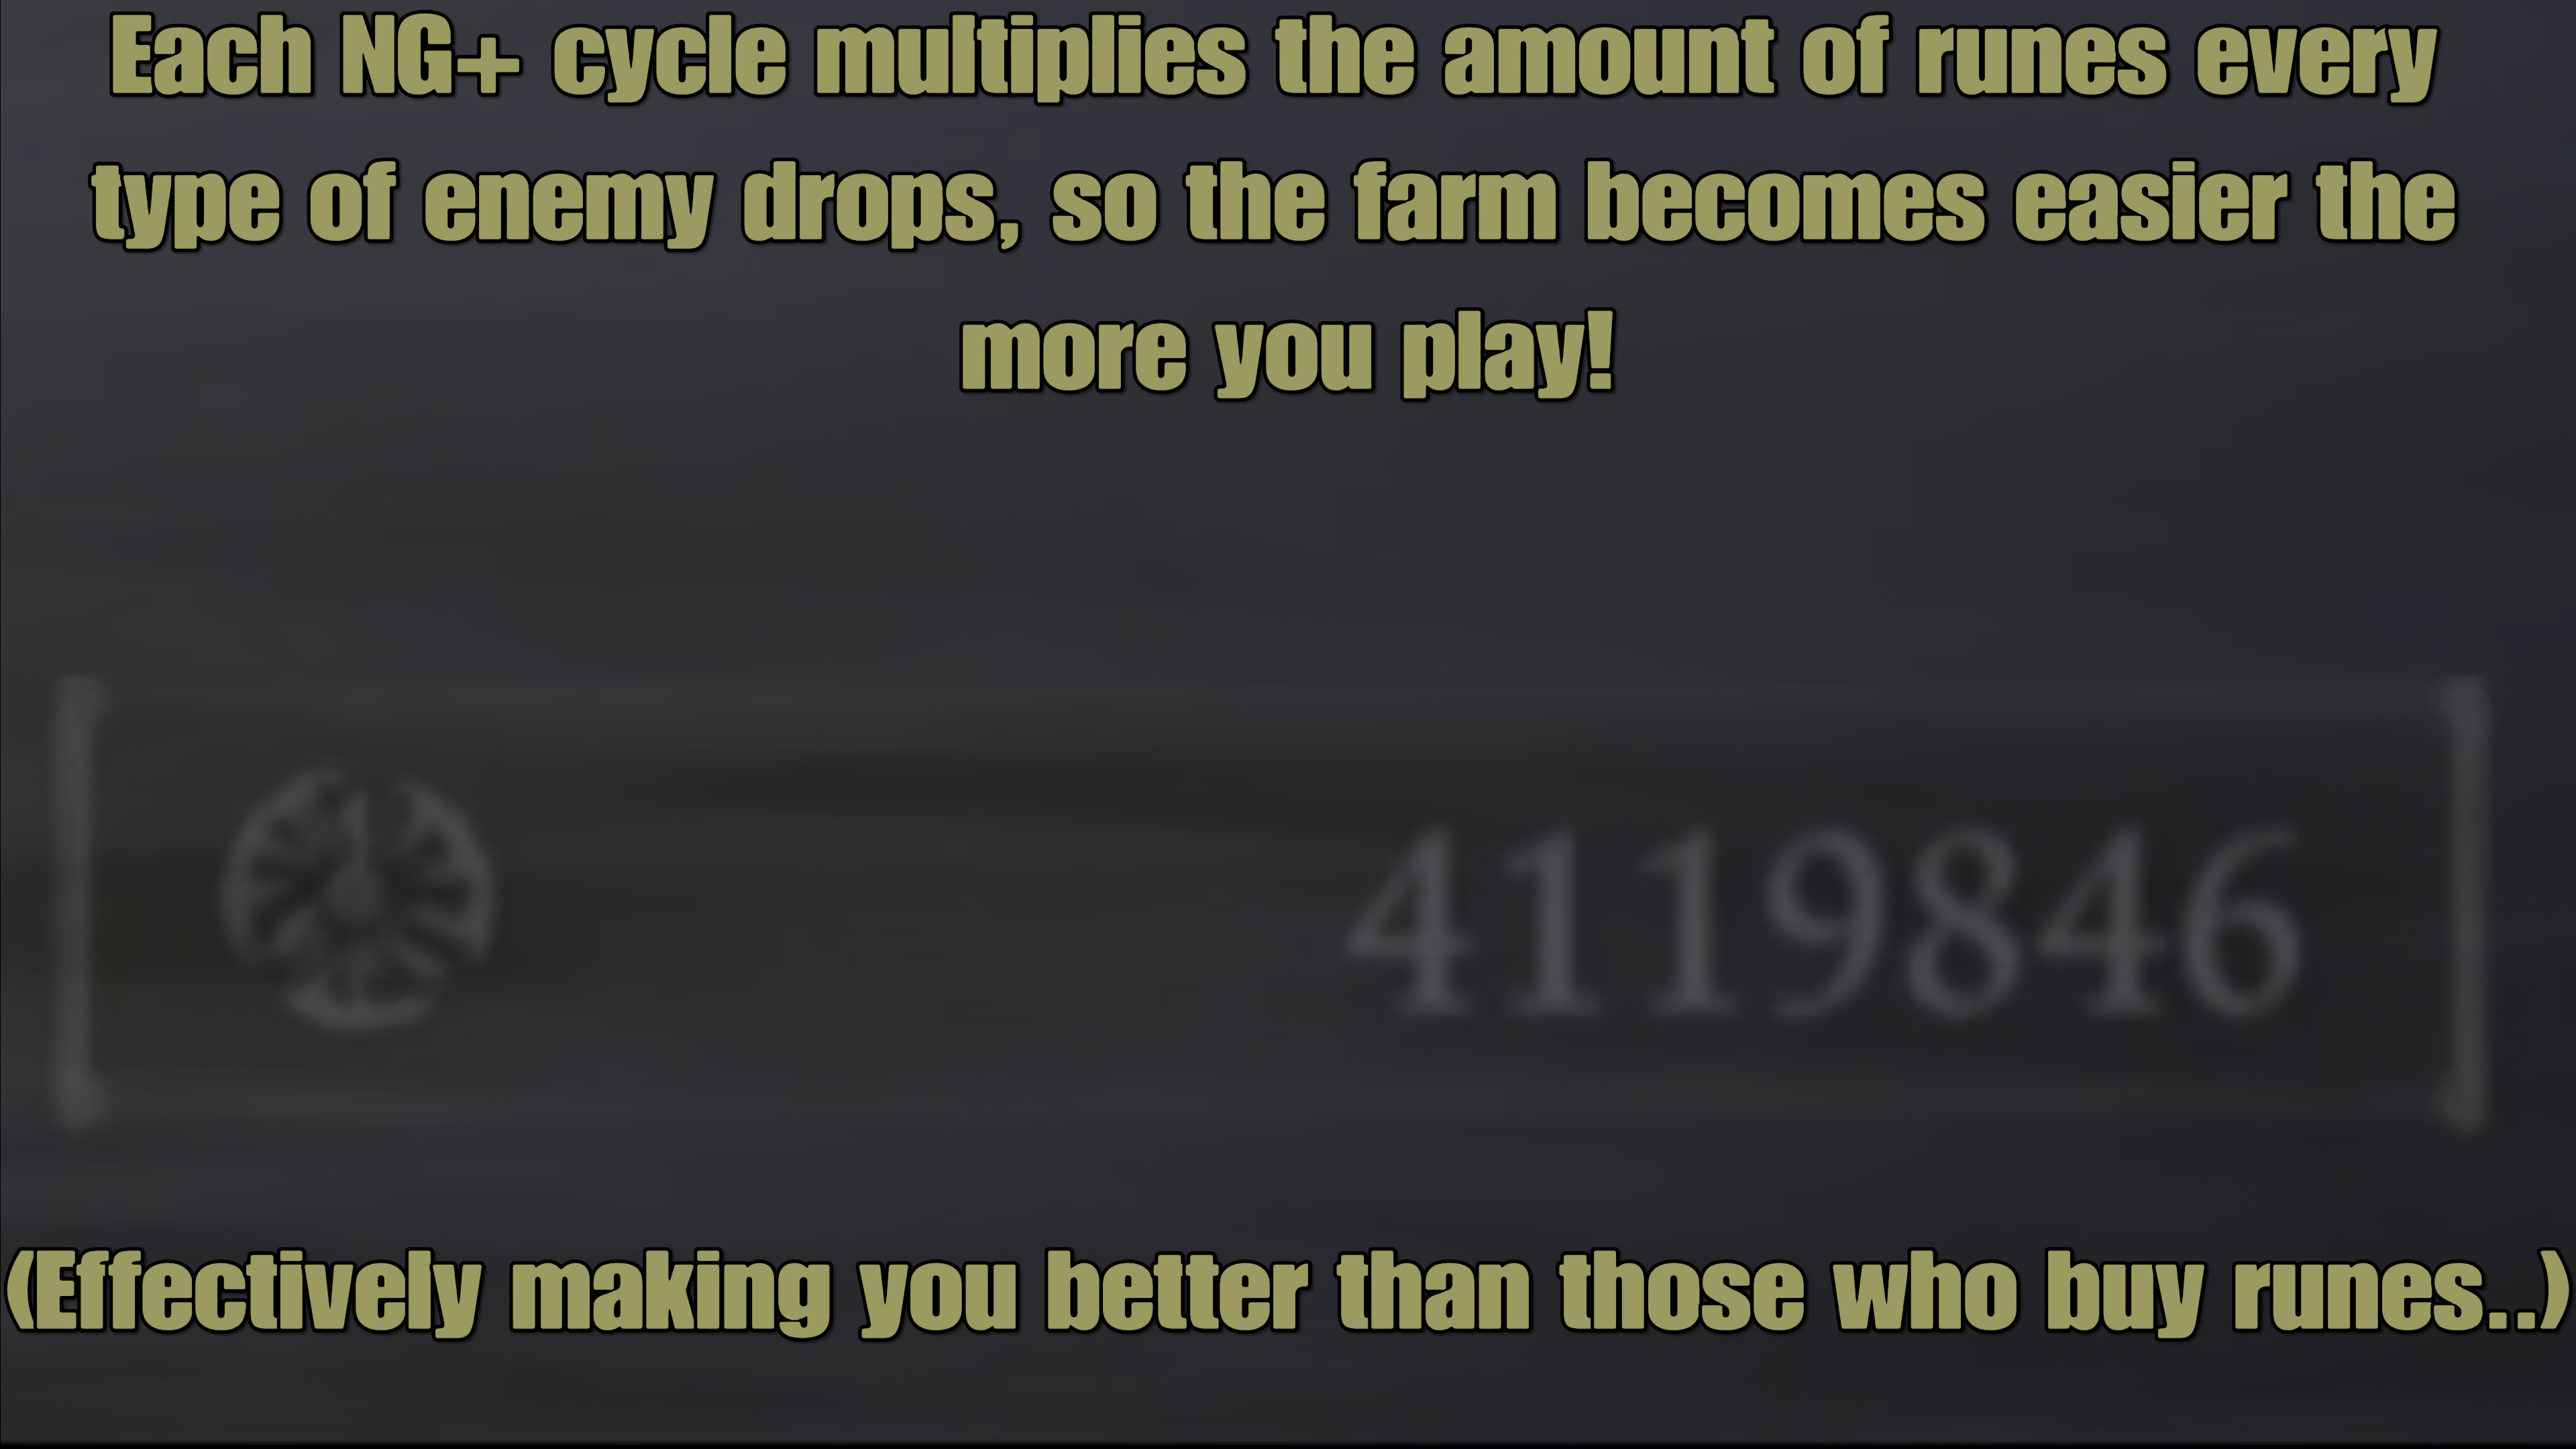 Each NG+ cycle multiplies the amount of runes every
type of enemy drops, so the farm becomes easier the
more you play!
4119846
(Effectively making you better than those who buy runes..)